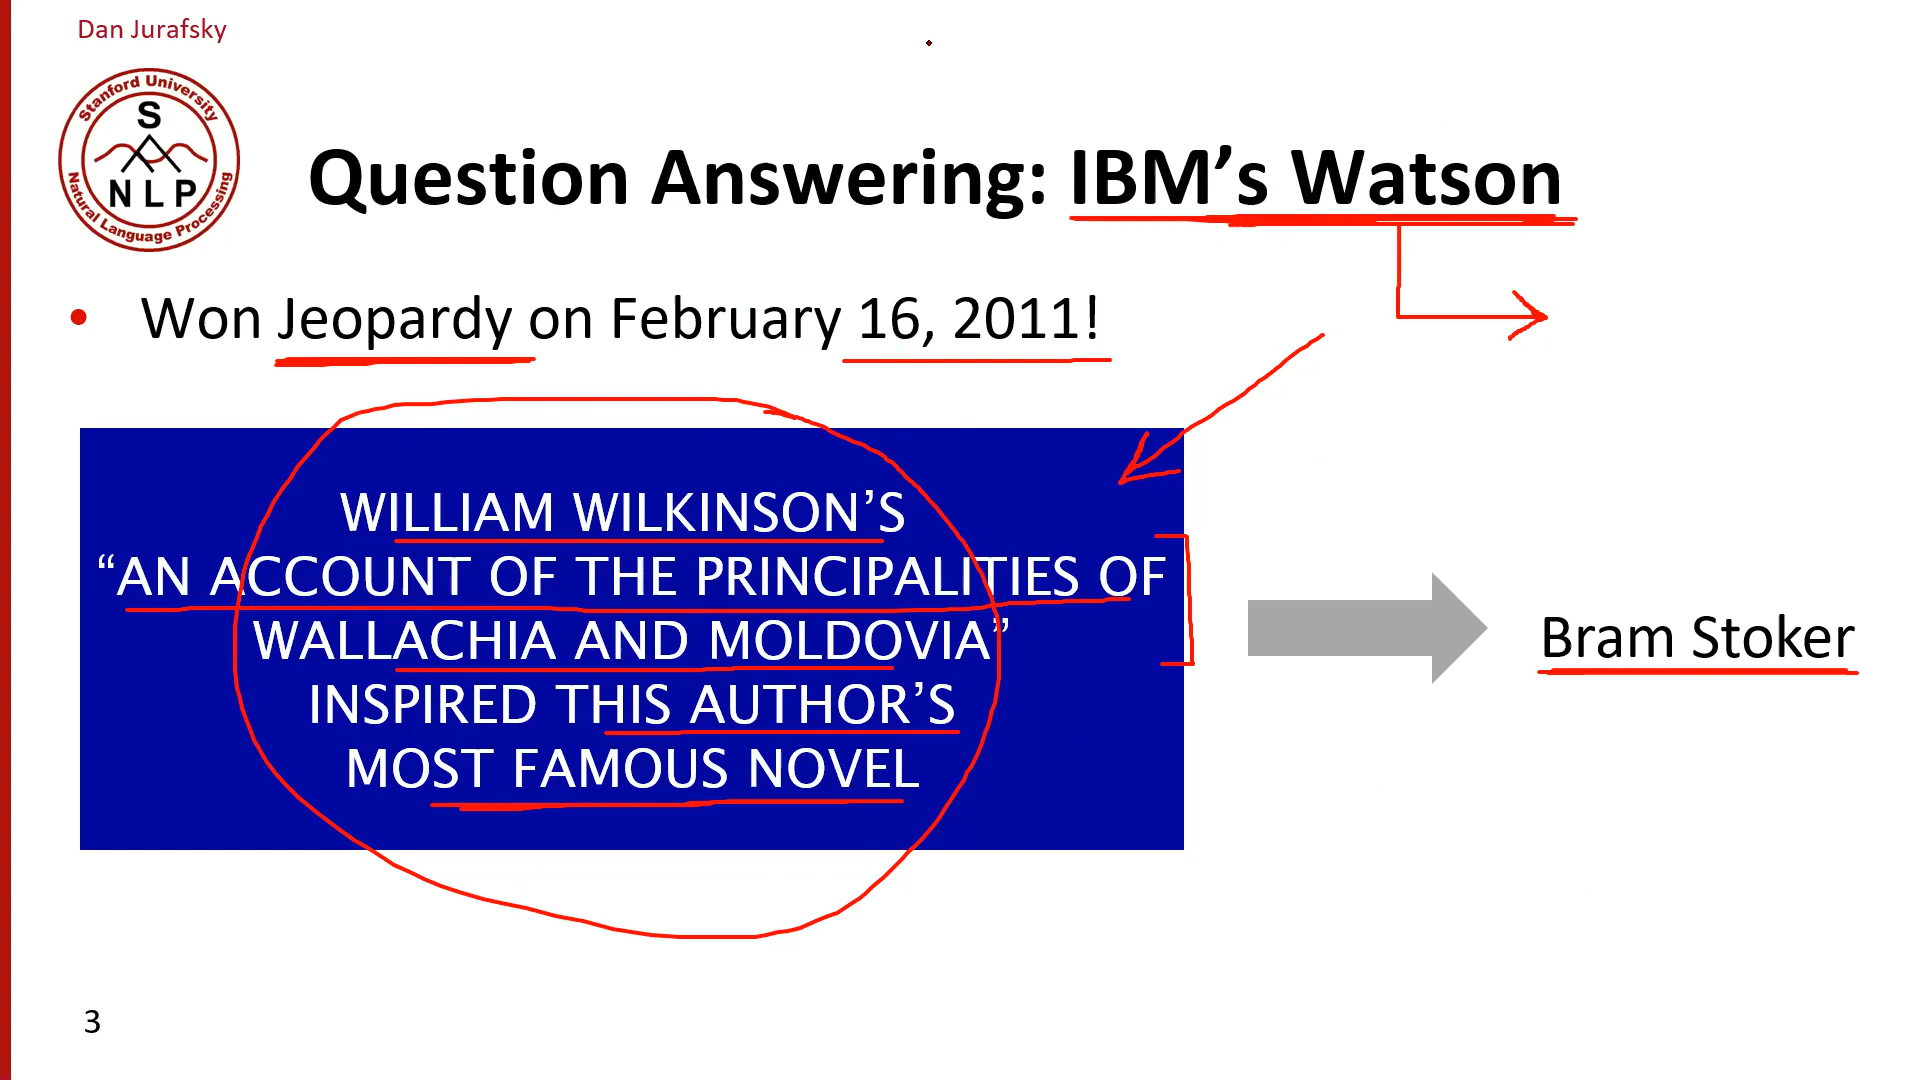 Dan Jurafsky
Stanford University
S
NLP
Natural Language Processing
Question Answering: IBM’s Watson
• Won Jeopardy on February 16, 2011!
WILLIAM WILKINSON’S
“AN ACCOUNT OF THE PRINCIPALITIES OF
WALLACHIA AND MOLDOVIA”
INSPIRED THIS AUTHOR’S
MOST FAMOUS NOVEL
Bram Stoker
3